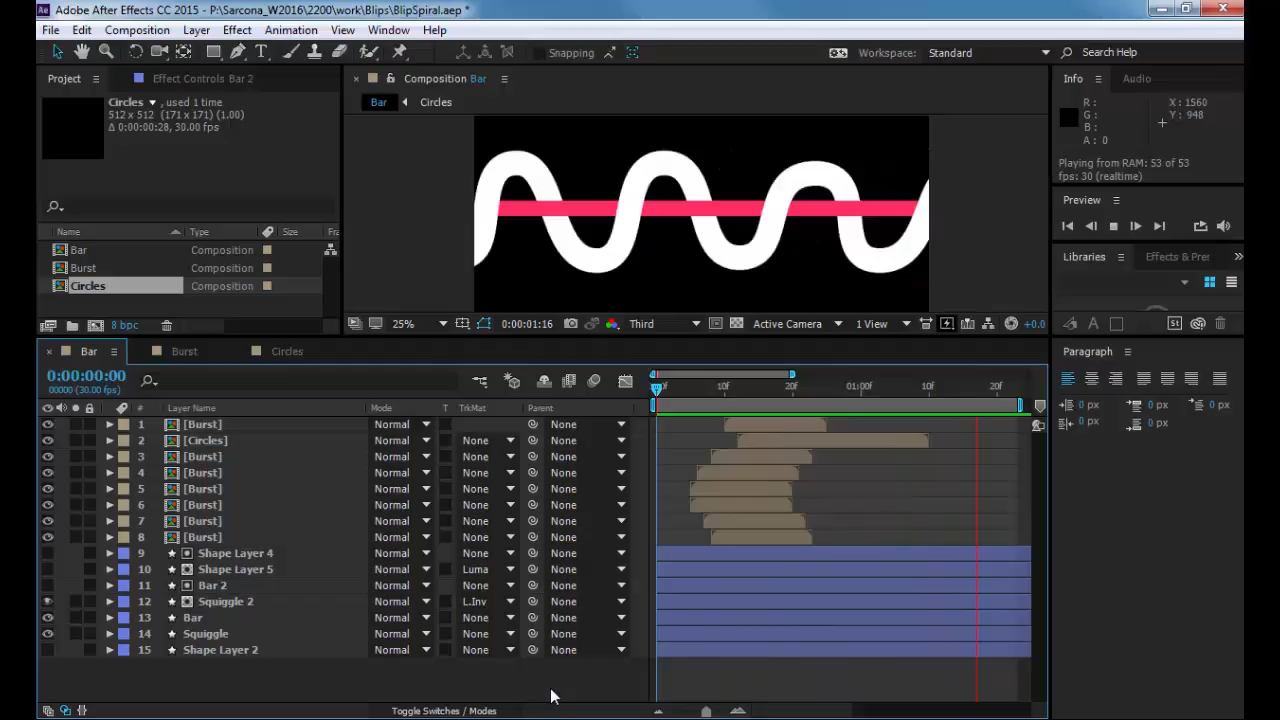 Ae Adobe After Effects CC 2015 - P:\Sarcona_W2016\2200\work\Blips\BlipSpiral.aep *
File Edit Composition Layer Effect Animation View Window Help
Snapping Workspace: Standard Search Help
Project Effect Controls Bar 2 Composition Bar Info Audio
Circles , used 1 time
512 x 512 (171 x 171) (1.00)
Δ 0:00:00:28, 30.00 fps
Bar Circles
R: X: 1560
G: Y: 948
B:
A: 0
Playing from RAM: 53 of 53
fps: 30 (realtime)
Preview
Name Type Size Fra
Bar Composition
Burst Composition
Circles Composition
Libraries Effects & Pre
8 bpc 25% 0:00:01:16 Third Active Camera 1 View +0.0
St
Bar Burst Circles Paragraph
0:00:00:00
00000 (30.00 fps)
10f 20f 01:00f 10f 20f
# Layer Name Mode T TrkMat Parent
1 [Burst] Normal None
2 [Circles] Normal None None
3 [Burst] Normal None None
4 [Burst] Normal None None
5 [Burst] Normal None None
6 [Burst] Normal None None
7 [Burst] Normal None None
8 [Burst] Normal None None
9 Shape Layer 4 Normal None None
10 Shape Layer 5 Normal Luma None
11 Bar 2 Normal None None
12 Squiggle 2 Normal L.Inv None
13 Bar Normal None None
14 Squiggle Normal None None
15 Shape Layer 2 Normal None None
0 px 0 px 0 px
0 px 0 px
Toggle Switches / Modes